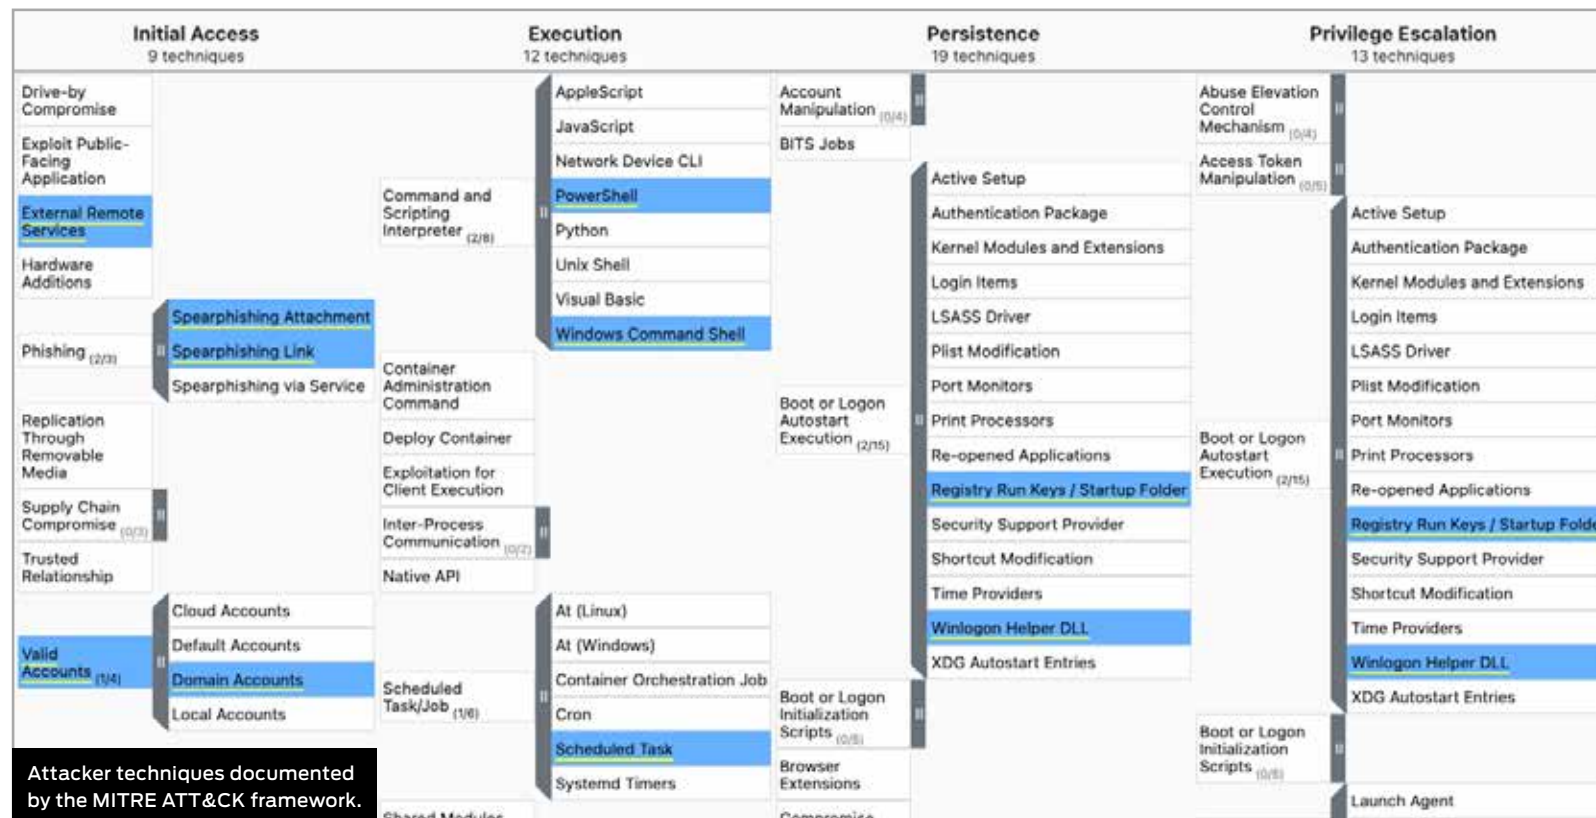 Initial Access
9 techniques
Drive-by
Compromise
Exploit Public-
Facing
Application
External Remote
Services
Hardware
Additions
Phishing (2/3)
Spearphishing Attachment
Spearphishing Link
Spearphishing via Service
Replication
Through
Removable
Media
Supply Chain
Compromise (0/3)
Trusted
Relationship
Valid
Accounts (1/4)
Cloud Accounts
Default Accounts
Domain Accounts
Local Accounts
Execution
12 techniques
Command and
Scripting
Interpreter (2/8)
AppleScript
JavaScript
Network Device CLI
PowerShell
Python
Unix Shell
Visual Basic
Windows Command Shell
Container
Administration
Command
Deploy Container
Exploitation for
Client Execution
Inter-Process
Communication (0/2)
Native API
Scheduled
Task/Job (1/6)
At (Linux)
At (Windows)
Container Orchestration Job
Cron
Scheduled Task
Systemd Timers
Shared Modules
Persistence
19 techniques
Account
Manipulation (0/4)
BITS Jobs
Boot or Logon
Autostart
Execution (2/15)
Active Setup
Authentication Package
Kernel Modules and Extensions
Login Items
LSASS Driver
Plist Modification
Port Monitors
Print Processors
Re-opened Applications
Registry Run Keys / Startup Folder
Security Support Provider
Shortcut Modification
Time Providers
Winlogon Helper DLL
XDG Autostart Entries
Boot or Logon
Initialization
Scripts (0/5)
Browser
Extensions
Compromise
Privilege Escalation
13 techniques
Abuse Elevation
Control
Mechanism (0/4)
Access Token
Manipulation (0/5)
Boot or Logon
Autostart
Execution (2/15)
Active Setup
Authentication Package
Kernel Modules and Extensions
Login Items
LSASS Driver
Plist Modification
Port Monitors
Print Processors
Re-opened Applications
Registry Run Keys / Startup Folde
Security Support Provider
Shortcut Modification
Time Providers
Winlogon Helper DLL
XDG Autostart Entries
Boot or Logon
Initialization
Scripts (0/5)
Launch Agent
Attacker techniques documented
by the MITRE ATT&CK framework.